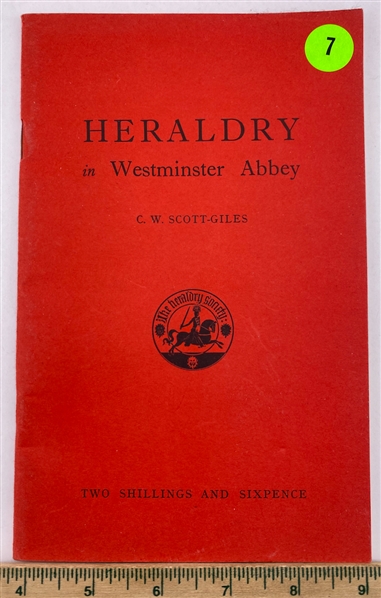 7
HERALDRY
in Westminster Abbey
C. W. SCOTT-GILES
The heraldry society:
TWO SHILLINGS AND SIXPENCE
4 5 6 7 8 9